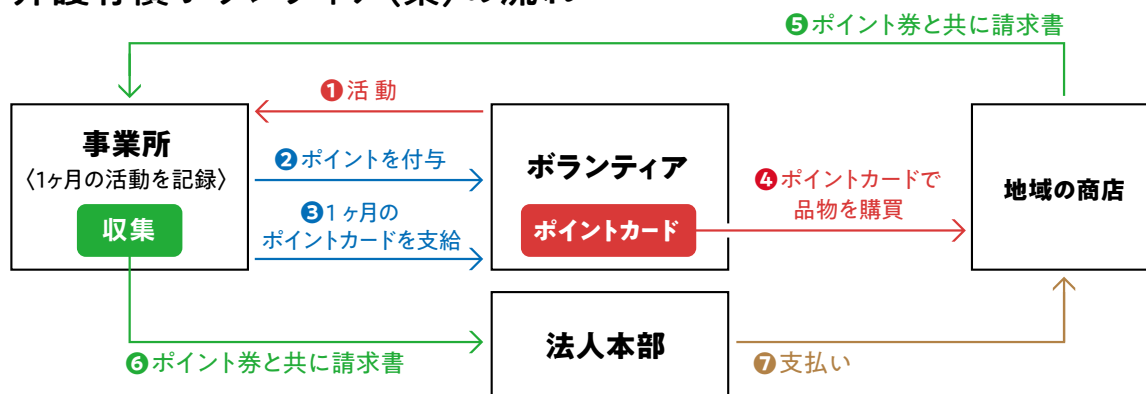 ❺ポイント券と共に請求書
❶活動
事業所
〈1ヶ月の活動を記録〉
収集
❷ポイントを付与
❸1ヶ月の
ポイントカードを支給
ボランティア
ポイントカード
❹ポイントカードで
品物を購買
地域の商店
❻ポイント券と共に請求書
法人本部
❼支払い